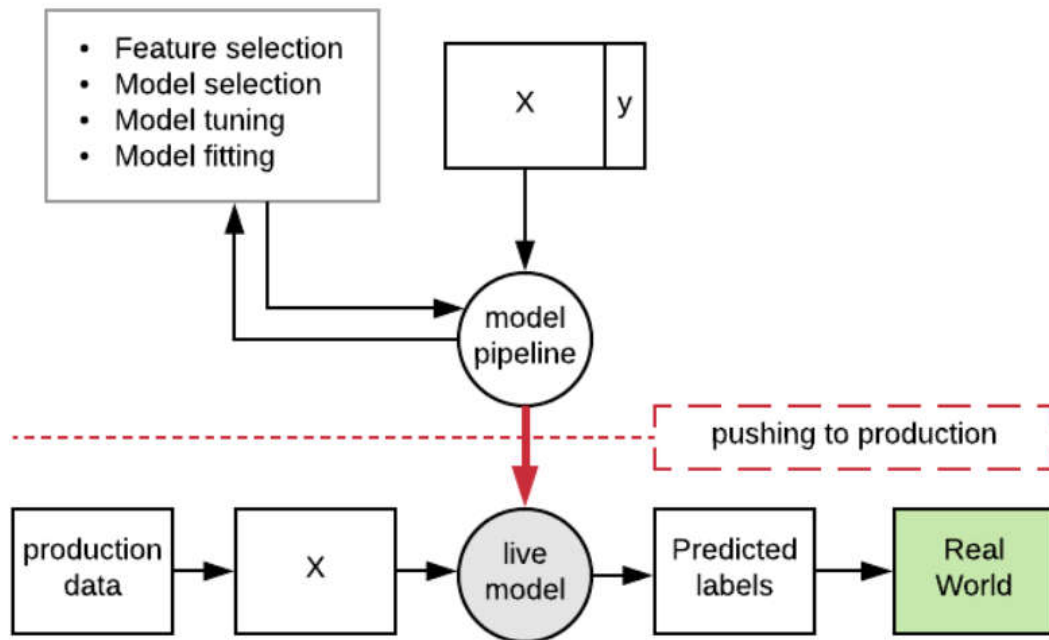 • Feature selection
• Model selection
• Model tuning
• Model fitting
X
y
model
pipeline
pushing to production
production
data
X
live
model
Predicted
labels
Real
World